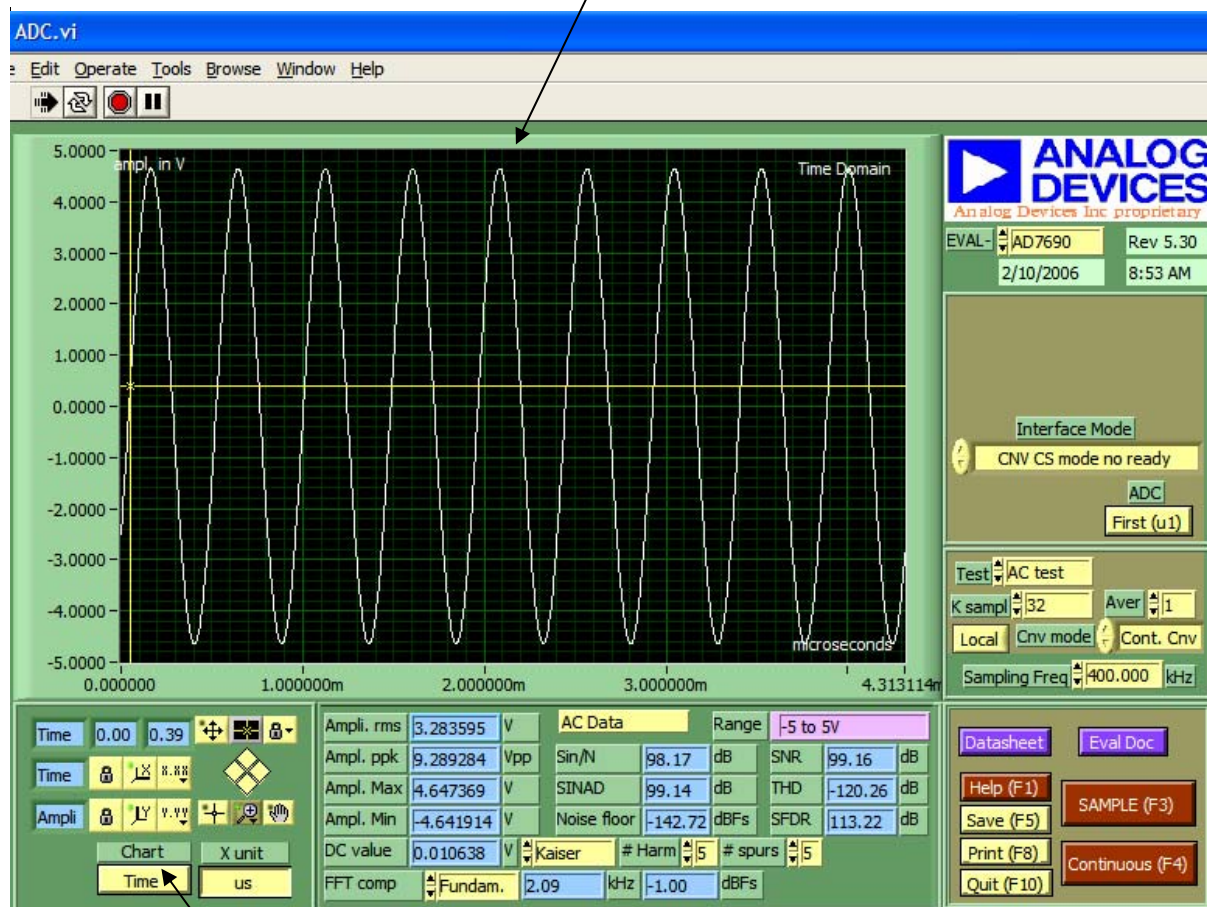 ADC.vi
Edit Operate Tools Browse Window Help
ampl. in V
Time Domain
5.0000
4.0000
3.0000
2.0000
1.0000
0.0000
-1.0000
-2.0000
-3.0000
-4.0000
-5.0000
microseconds
0.000000 1.000000m 2.000000m 3.000000m 4.313114m
ANALOG
DEVICES
Analog Devices Inc proprietary
EVAL- AD7690 Rev 5.30
2/10/2006 8:53 AM
Interface Mode
CNV CS mode no ready
ADC
First (u1)
Test AC test
K sampl 32 Aver 1
Local Cnv mode Cont. Cnv
Sampling Freq 400.000 kHz
Time 0.00 0.39
Time X.XX
Ampli Y.YY
Chart X unit
Time us
Ampli. rms 3.283595 V AC Data Range -5 to 5V
Ampl. ppk 9.289284 Vpp Sin/N 98.17 dB SNR 99.16 dB
Ampl. Max 4.647369 V SINAD 99.14 dB THD -120.26 dB
Ampl. Min -4.641914 V Noise floor -142.72 dBFs SFDR 113.22 dB
DC value 0.010638 V Kaiser # Harm 5 # spurs 5
FFT comp Fundam. 2.09 kHz -1.00 dBFs
Datasheet Eval Doc
Help (F1)
SAMPLE (F3)
Save (F5)
Print (F8)
Continuous (F4)
Quit (F10)